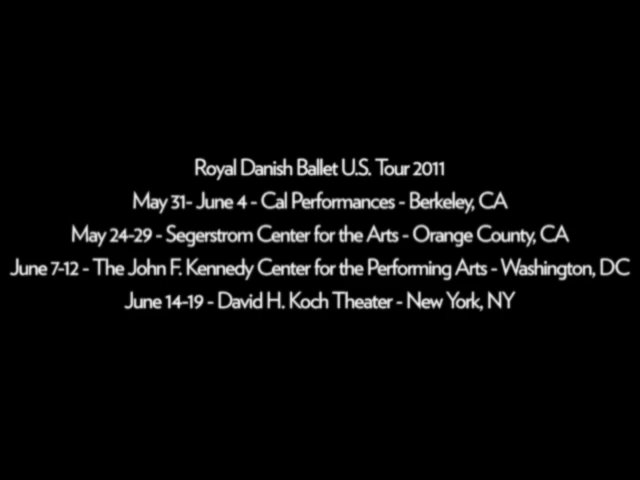 Royal Danish Ballet U.S. Tour 2011
May 31- June 4 - Cal Performances - Berkeley, CA
May 24-29 - Segerstrom Center for the Arts - Orange County, CA
June 7-12 - The John F. Kennedy Center for the Performing Arts - Washington, DC
June 14-19 - David H. Koch Theater - New York, NY